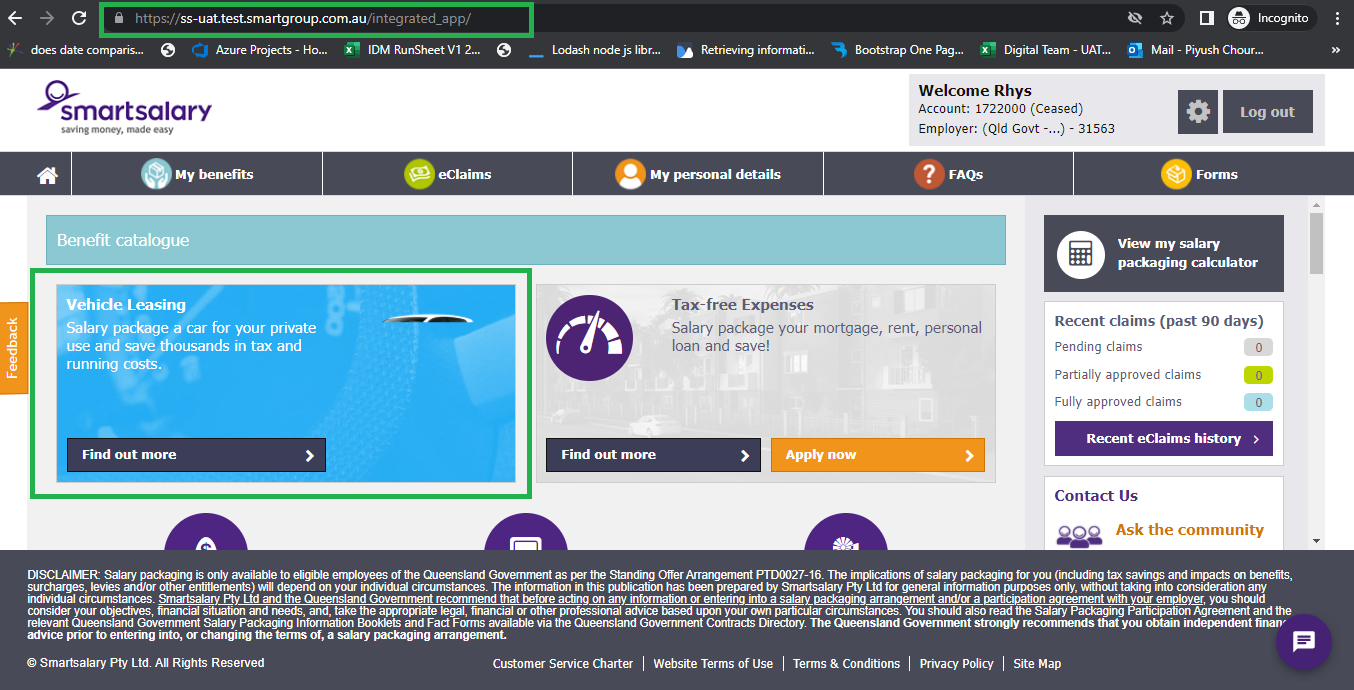 https://ss-uat.test.smartgroup.com.au/integrated_app/
Incognito
does date comparis...
Azure Projects - Ho...
IDM RunSheet V1 2...
Lodash node js libr...
Retrieving informati...
Bootstrap One Pag...
Digital Team - UAT...
Mail - Piyush Chour...
»
smartsalary
saving money, made easy
Welcome Rhys
Account: 1722000 (Ceased)
Employer: (Qld Govt -...) - 31563
Log out
My benefits
eClaims
My personal details
? FAQs
Forms
Benefit catalogue
Vehicle Leasing
Salary package a car for your private
use and save thousands in tax and
running costs.
Find out more
Tax-free Expenses
Salary package your mortgage, rent, personal
loan and save!
Find out more
Apply now
View my salary
packaging calculator
Recent claims (past 90 days)
Pending claims 0
Partially approved claims 0
Fully approved claims 0
Recent eClaims history
Contact Us
Ask the community
Feedback
DISCLAIMER: Salary packaging is only available to eligible employees of the Queensland Government as per the Standing Offer Arrangement PTD0027-16. The implications of salary packaging for you (including tax savings and impacts on benefits,
surcharges, levies and/or other entitlements) will depend on your individual circumstances. The information in this publication has been prepared by Smartsalary Pty Ltd for general information purposes only, without taking into consideration any
individual circumstances. Smartsalary Pty Ltd and the Queensland Government recommend that before acting on any information or entering into a salary packaging arrangement and/or a participation agreement with your employer, you should
consider your objectives, financial situation and needs, and, take the appropriate legal, financial or other professional advice based upon your own particular circumstances. You should also read the Salary Packaging Participation Agreement and the
relevant Queensland Government Salary Packaging Information Booklets and Fact Forms available via the Queensland Government Contracts Directory. The Queensland Government strongly recommends that you obtain independent finan
advice prior to entering into, or changing the terms of, a salary packaging arrangement.
© Smartsalary Pty Ltd. All Rights Reserved
Customer Service Charter
Website Terms of Use
Terms & Conditions
Privacy Policy
Site Map